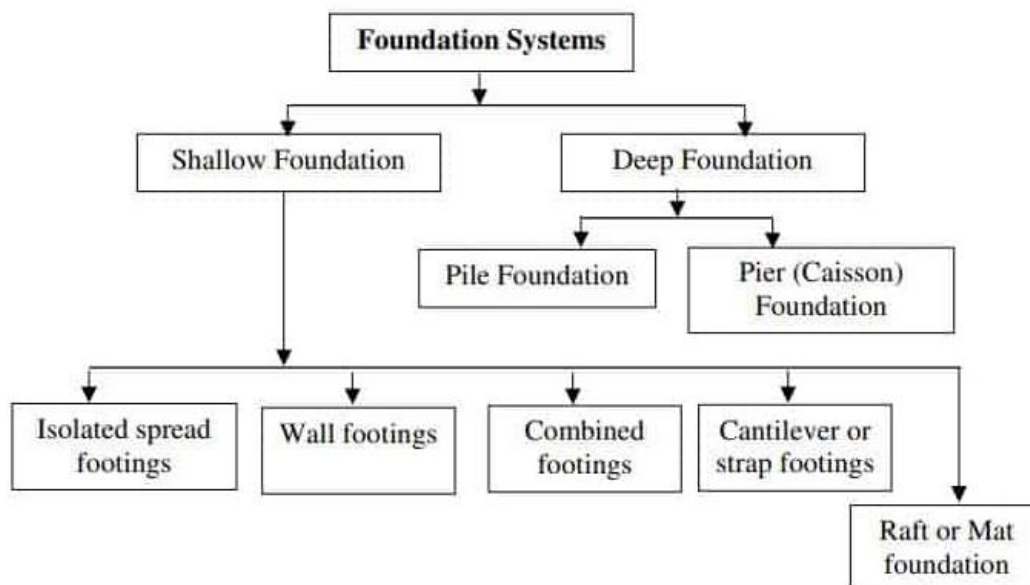 Foundation Systems
Shallow Foundation
Deep Foundation
Pile Foundation
Pier (Caisson)
Foundation
Isolated spread
footings
Wall footings
Combined
footings
Cantilever or
strap footings
Raft or Mat
foundation